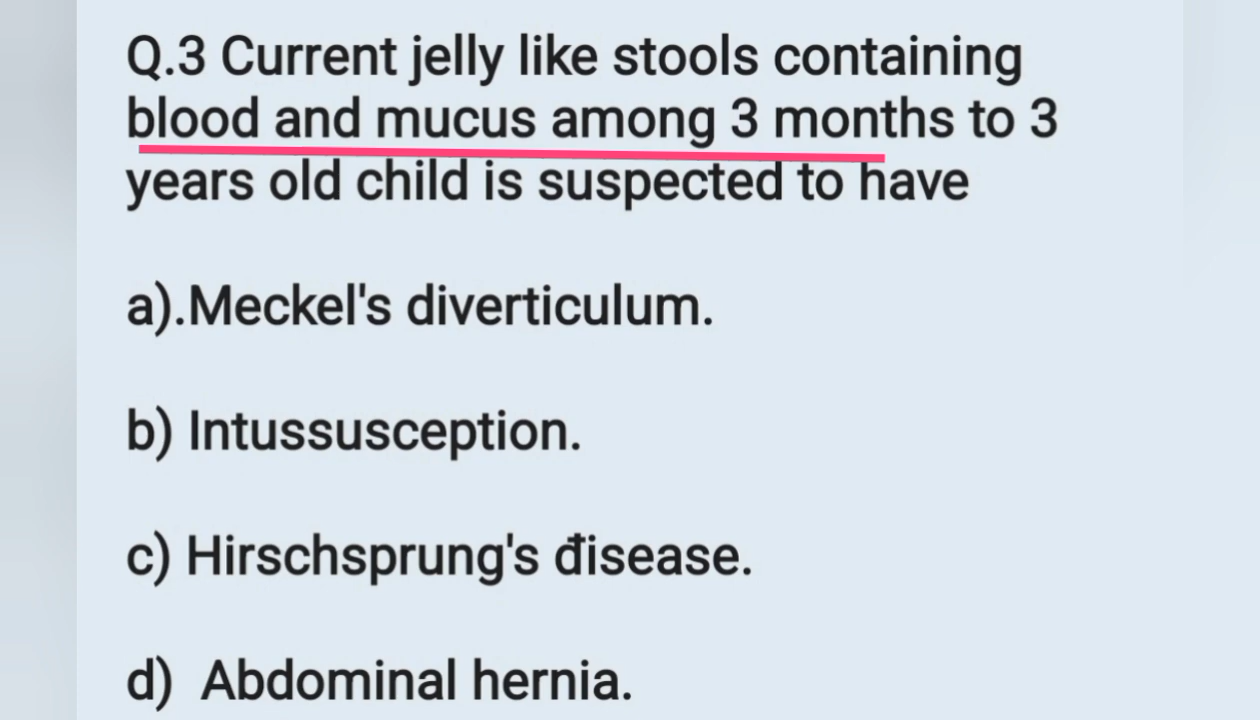 Q.3 Current jelly like stools containing
blood and mucus among 3 months to 3
years old child is suspected to have
a).Meckel's diverticulum.
b) Intussusception.
c) Hirschsprung's đisease.
d) Abdominal hernia.